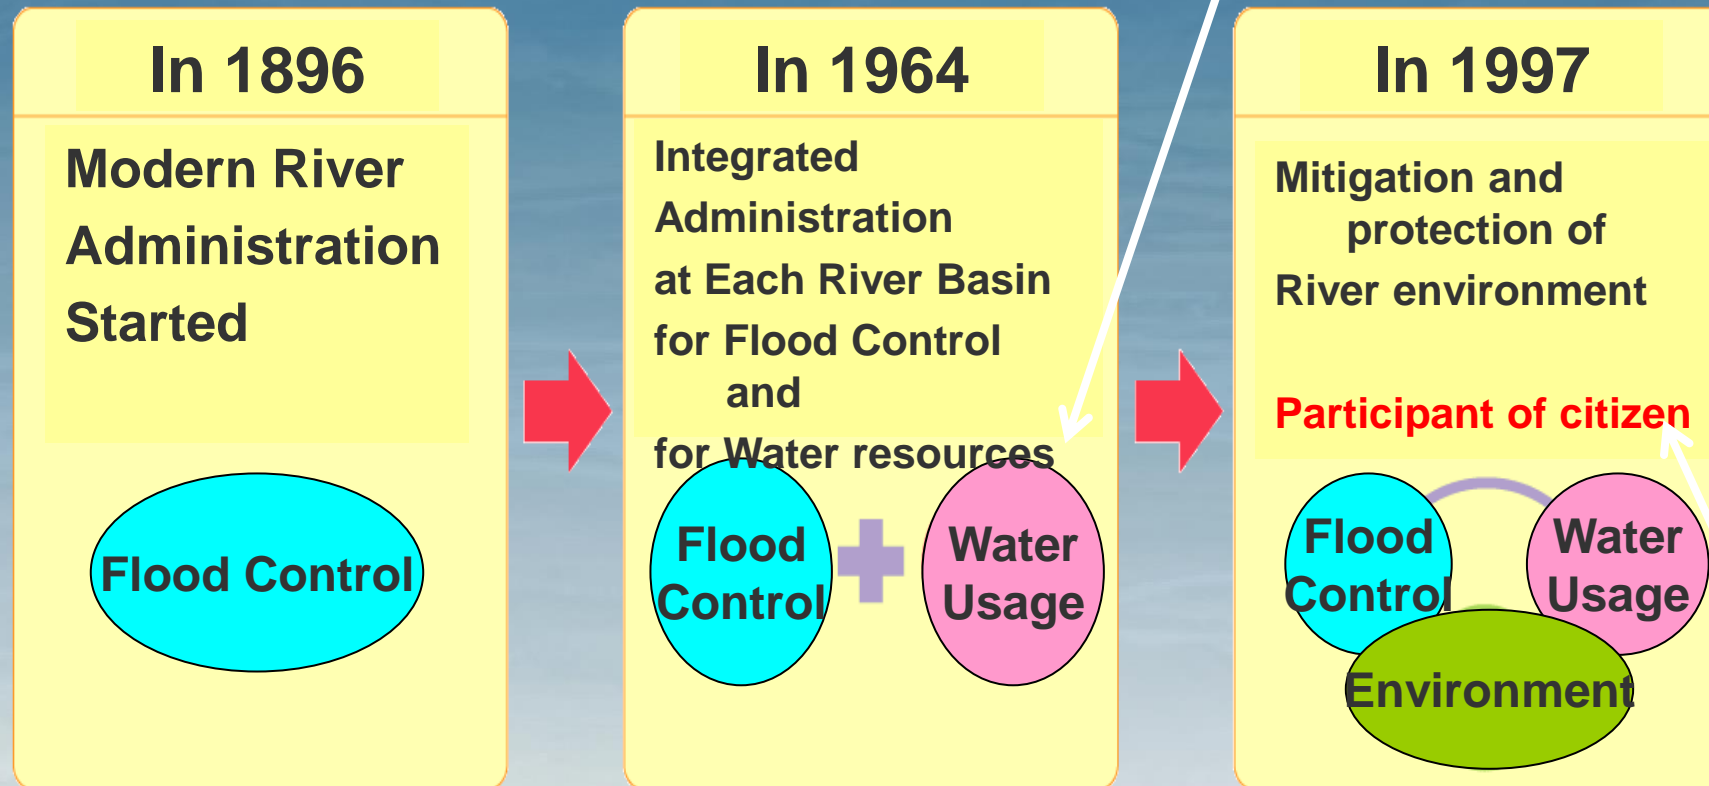 In 1896
Modern River
Administration
Started
Flood Control
In 1964
Integrated
Administration
at Each River Basin
for Flood Control
and
for Water resources
Flood
Control
Water
Usage
In 1997
Mitigation and
protection of
River environment
Participant of citizen
Flood
Control
Water
Usage
Environment